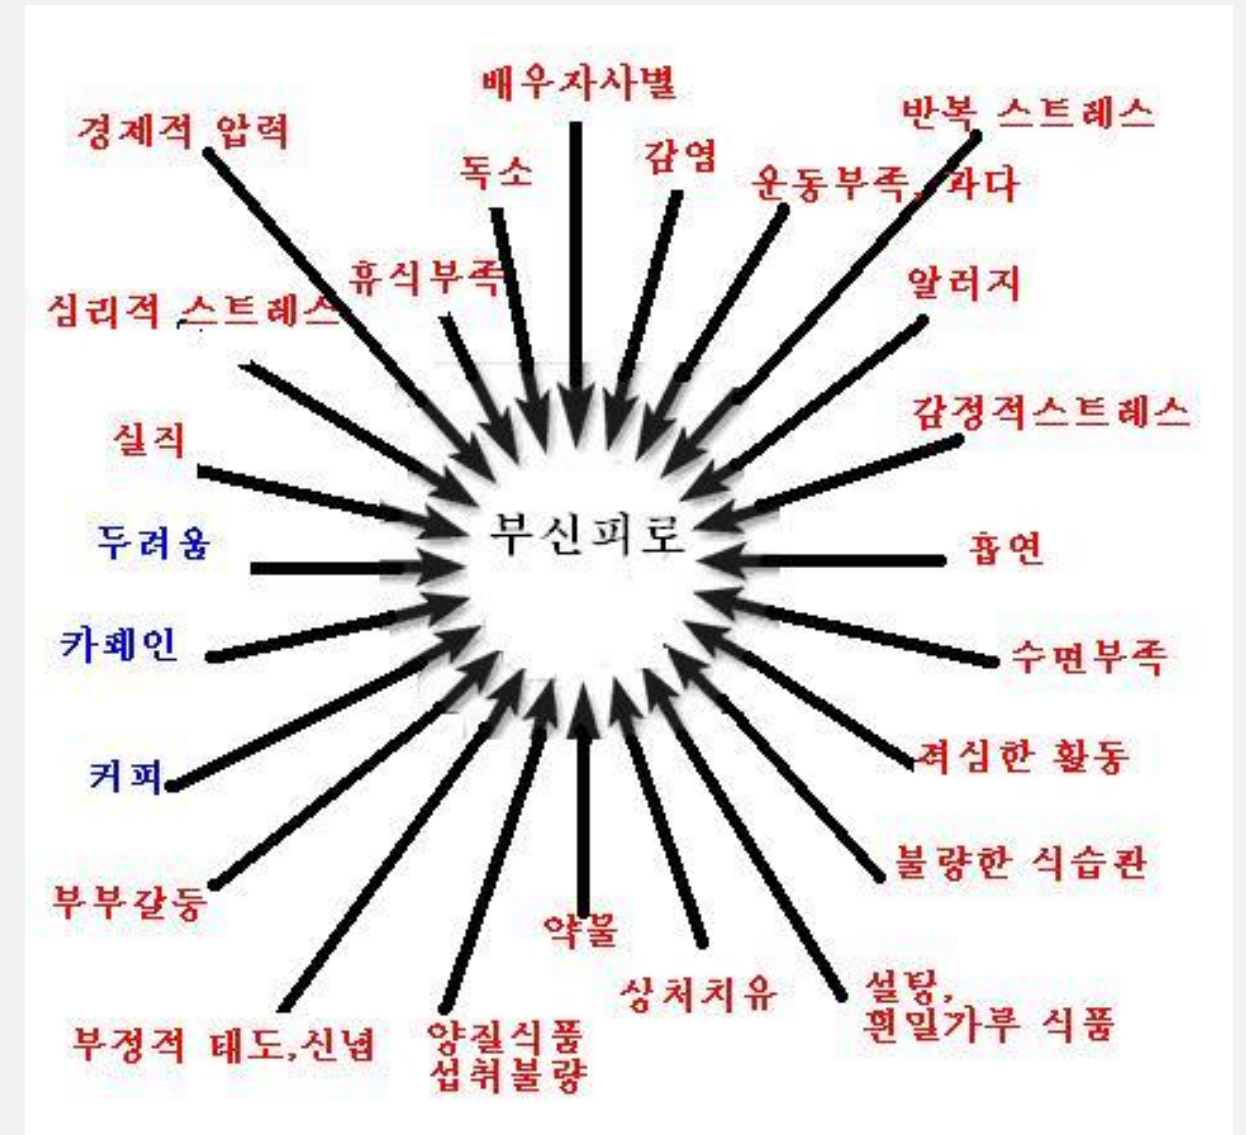 배우자사별
경제적 압력
반복 스트레스
독소
감염
운동부족, 과다
휴식부족
알러지
심리적 스트레스
감정적스트레스
실직
부신피로
두려움
흡연
카페인
수면부족
격심한 활동
커피
불량한 식습관
부부갈등
약물
상처치유
설탕,
흰밀가루 식품
부정적 태도,신념
양질식품
섭취불량